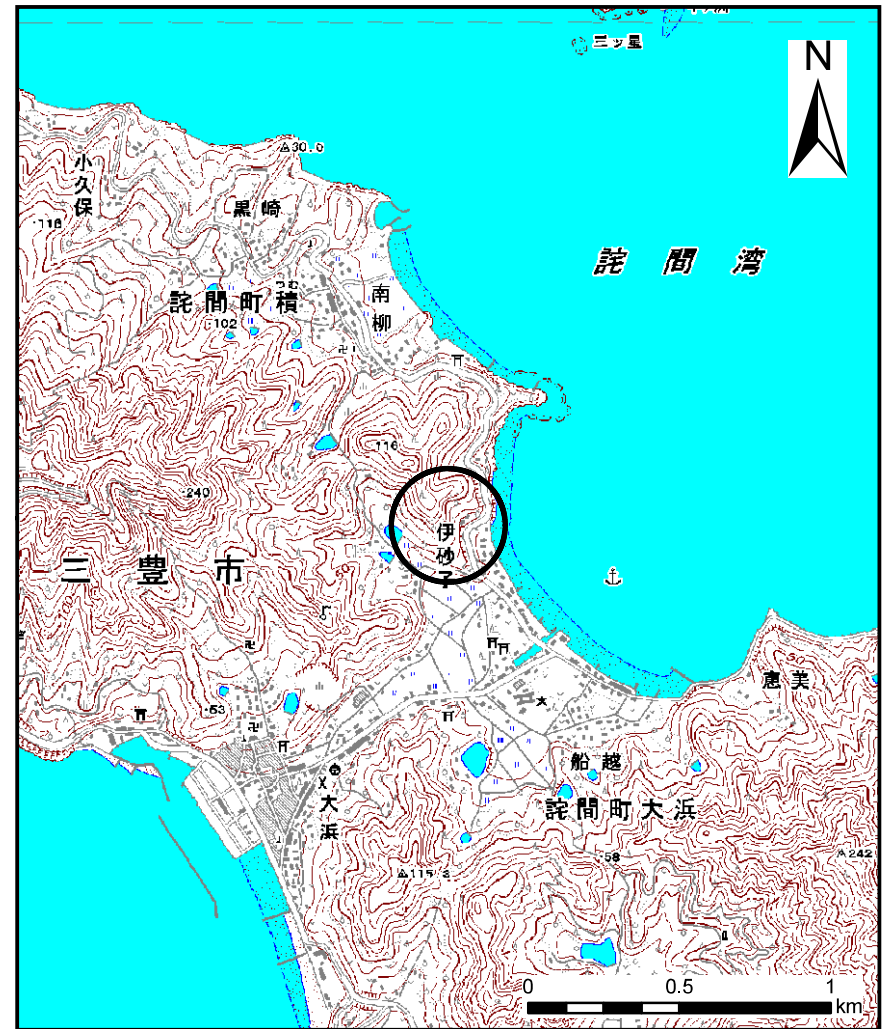 三ッ星
N
△30.0
小久保
黒崎
・118
詫間湾
つむ
詫間町積
南柳
・102
・116
・240
伊砂子
三豊市
恵美
・53
船越
大浜
詫間町大浜
・58
△242
△115.3
0
0.5
1
km